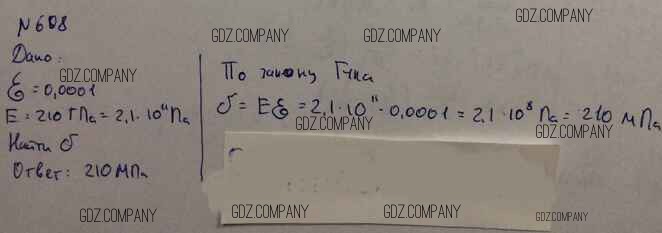 № 608
Дано:
Ɛ = 0,0001
E = 210 ГПа = 2,1·10¹¹ Па
Найти σ
Ответ: 210 МПа
По закону Гука
σ = EƐ = 2,1·10¹¹·0,0001 = 2,1·10⁸ Па = 210 МПа
GDZ.COMPANY
GDZ.COMPANY
GDZ.COMPANY
GDZ.COMPANY
GDZ.COMPANY
GDZ.COMPANY
GDZ.COMPANY
GDZ.COMPANY
GDZ.COMPANY
GDZ.COMPANY